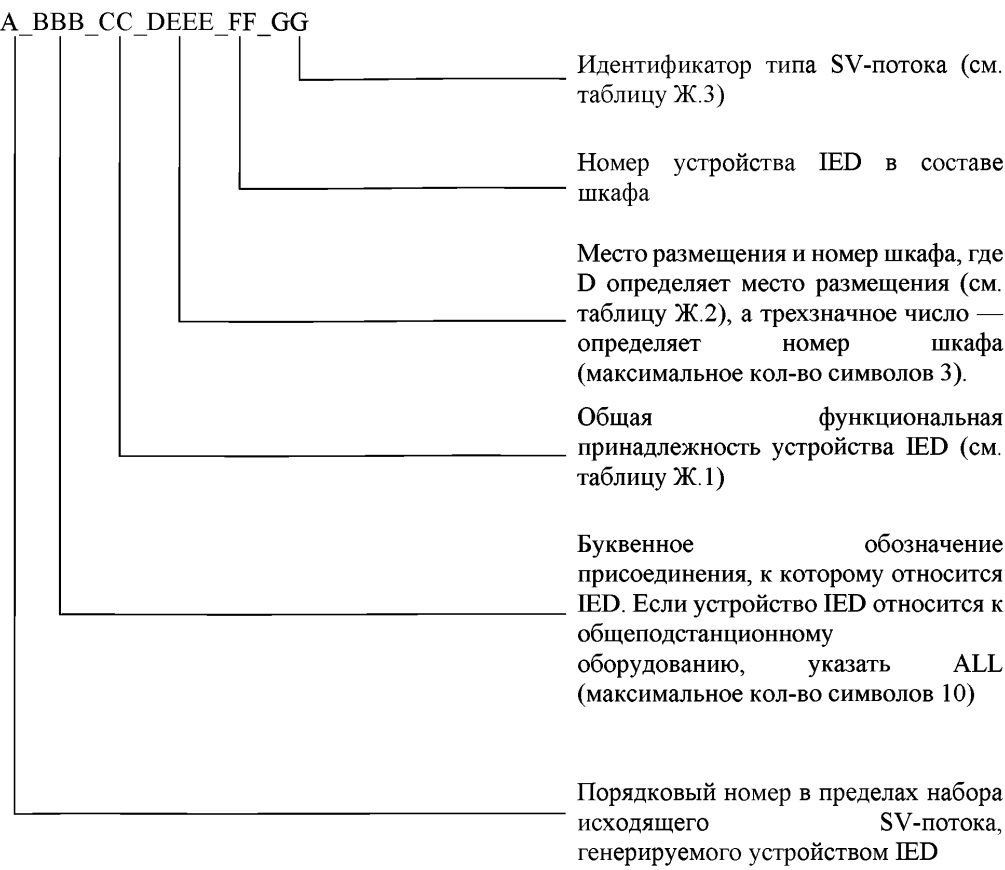 A_BBB_CC_DEEE_FF_GG
Идентификатор типа SV-потока (см.
таблицу Ж.3)
Номер устройства IED в составе
шкафа
Место размещения и номер шкафа, где
D определяет место размещения (см.
таблицу Ж.2), а трехзначное число —
определяет номер шкафа
(максимальное кол-во символов 3).
Общая функциональная
принадлежность устройства IED (см.
таблицу Ж.1)
Буквенное обозначение
присоединения, к которому относится
IED. Если устройство IED относится к
общеподстанционному
оборудованию, указать ALL
(максимальное кол-во символов 10)
Порядковый номер в пределах набора
исходящего SV-потока,
генерируемого устройством IED